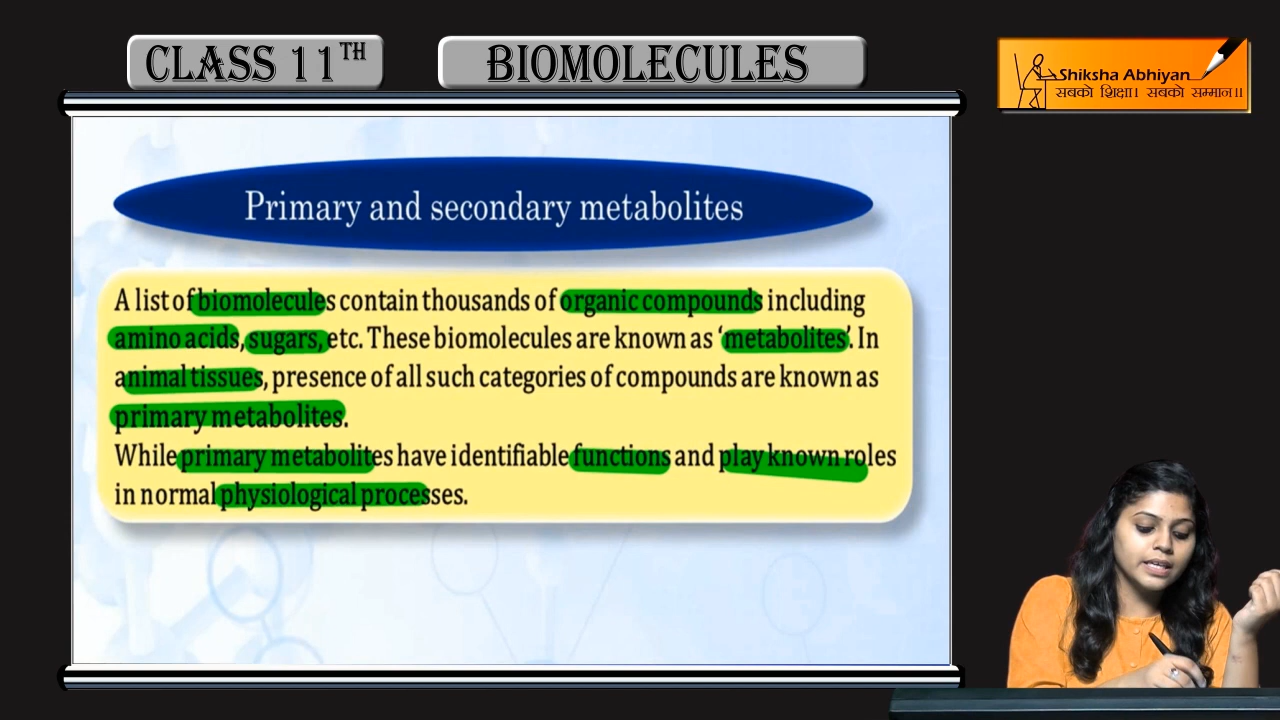 CLASS 11TH
BIOMOLECULES
Shiksha Abhiyan
सबको शिक्षा। सबको सम्मान।।
Primary and secondary metabolites
A list of biomolecules contain thousands of organic compounds including
amino acids, sugars, etc. These biomolecules are known as ‘metabolites’. In
animal tissues, presence of all such categories of compounds are known as
primary metabolites.
While primary metabolites have identifiable functions and play known roles
in normal physiological processes.